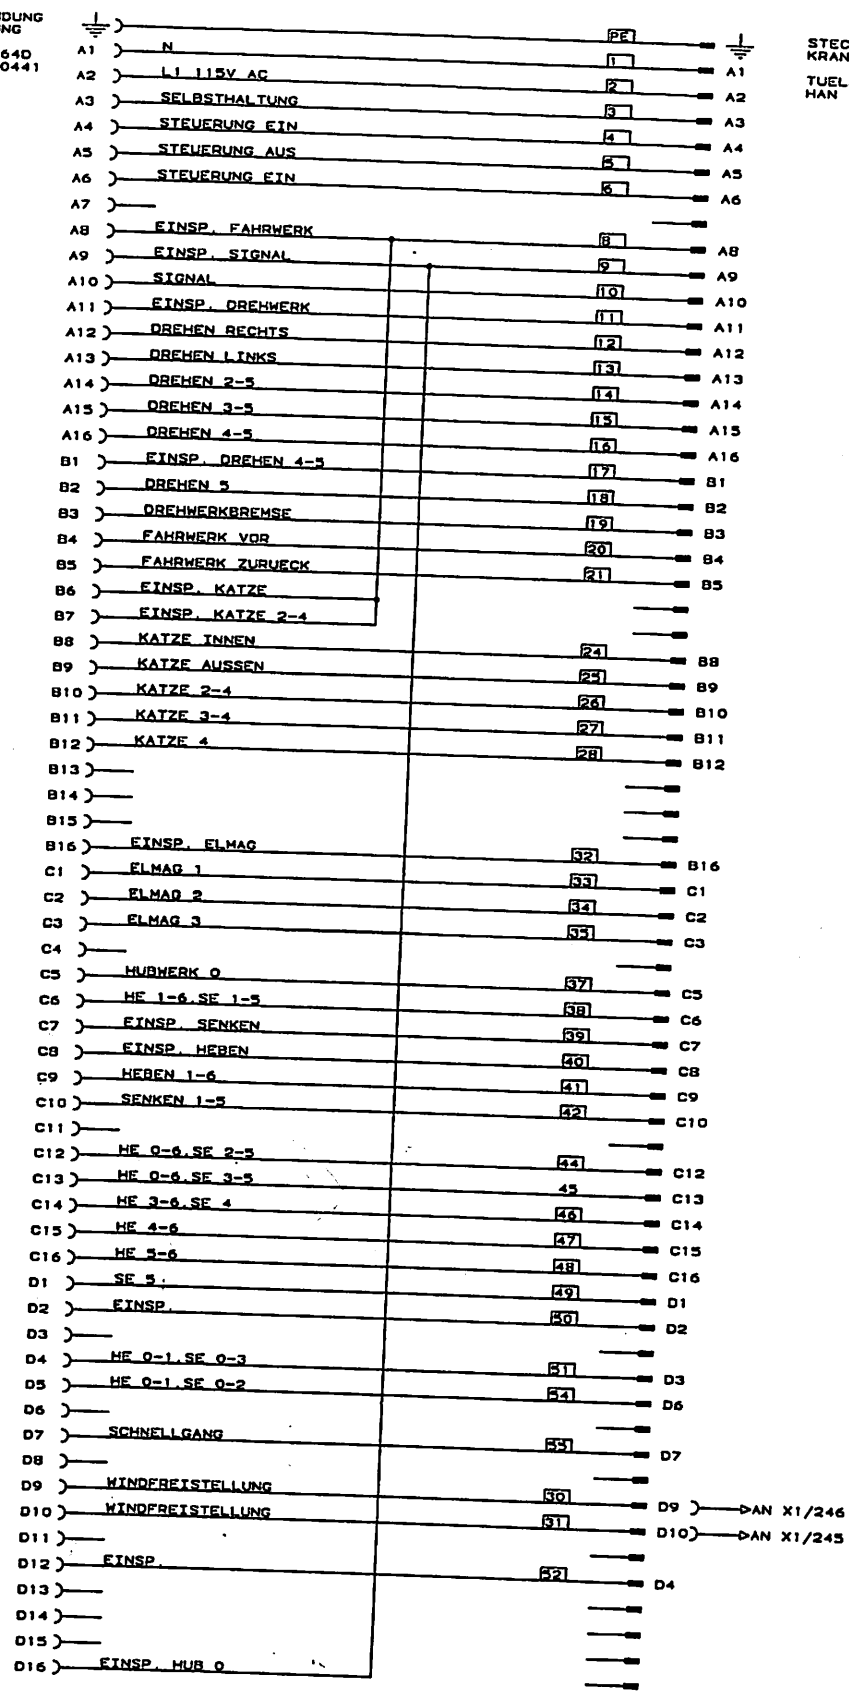 DUNG
NG
64D
0441
STEC
KRAN
TUEL
HAN
PE
A1 N 1 A1
A2 L1 115V AC 2 A2
A3 SELBSTHALTUNG 3 A3
A4 STEUERUNG EIN 4 A4
A5 STEUERUNG AUS 5 A5
A6 STEUERUNG EIN 6 A6
A7
A8 EINSP. FAHRWERK 8 A8
A9 EINSP. SIGNAL 9 A9
A10 SIGNAL 10 A10
A11 EINSP. DREHWERK 11 A11
A12 DREHEN RECHTS 12 A12
A13 DREHEN LINKS 13 A13
A14 DREHEN 2-5 14 A14
A15 DREHEN 3-5 15 A15
A16 DREHEN 4-5 16 A16
B1 EINSP. DREHEN 4-5 17 B1
B2 DREHEN 5 18 B2
B3 DREHWERKBREMSE 19 B3
B4 FAHRWERK VOR 20 B4
B5 FAHRWERK ZURUECK 21 B5
B6 EINSP. KATZE
B7 EINSP. KATZE 2-4
B8 KATZE INNEN 24 B8
B9 KATZE AUSSEN 25 B9
B10 KATZE 2-4 26 B10
B11 KATZE 3-4 27 B11
B12 KATZE 4 28 B12
B13
B14
B15
B16 EINSP. ELMAG 32 B16
C1 ELMAG 1 33 C1
C2 ELMAG 2 34 C2
C3 ELMAG 3 35 C3
C4
C5 HUBWERK 0 37 C5
C6 HE 1-6.SE 1-5 38 C6
C7 EINSP. SENKEN 39 C7
C8 EINSP. HEBEN 40 C8
C9 HEBEN 1-6 41 C9
C10 SENKEN 1-5 42 C10
C11
C12 HE 0-6.SE 2-5 44 C12
C13 HE 0-6.SE 3-5 45 C13
C14 HE 3-6.SE 4 46 C14
C15 HE 4-6 47 C15
C16 HE 5-6 48 C16
D1 SE 5 49 D1
D2 EINSP. 50 D2
D3
D4 HE 0-1.SE 0-3 51 D3
D5 HE 0-1.SE 0-2 54 D6
D6
D7 SCHNELLGANG 55 D7
D8
D9 WINDFREISTELLUNG 30 D9 AN X1/246
D10 WINDFREISTELLUNG 31 D10 AN X1/245
D11
D12 EINSP. 52 D4
D13
D14
D15
D16 EINSP. HUB 0